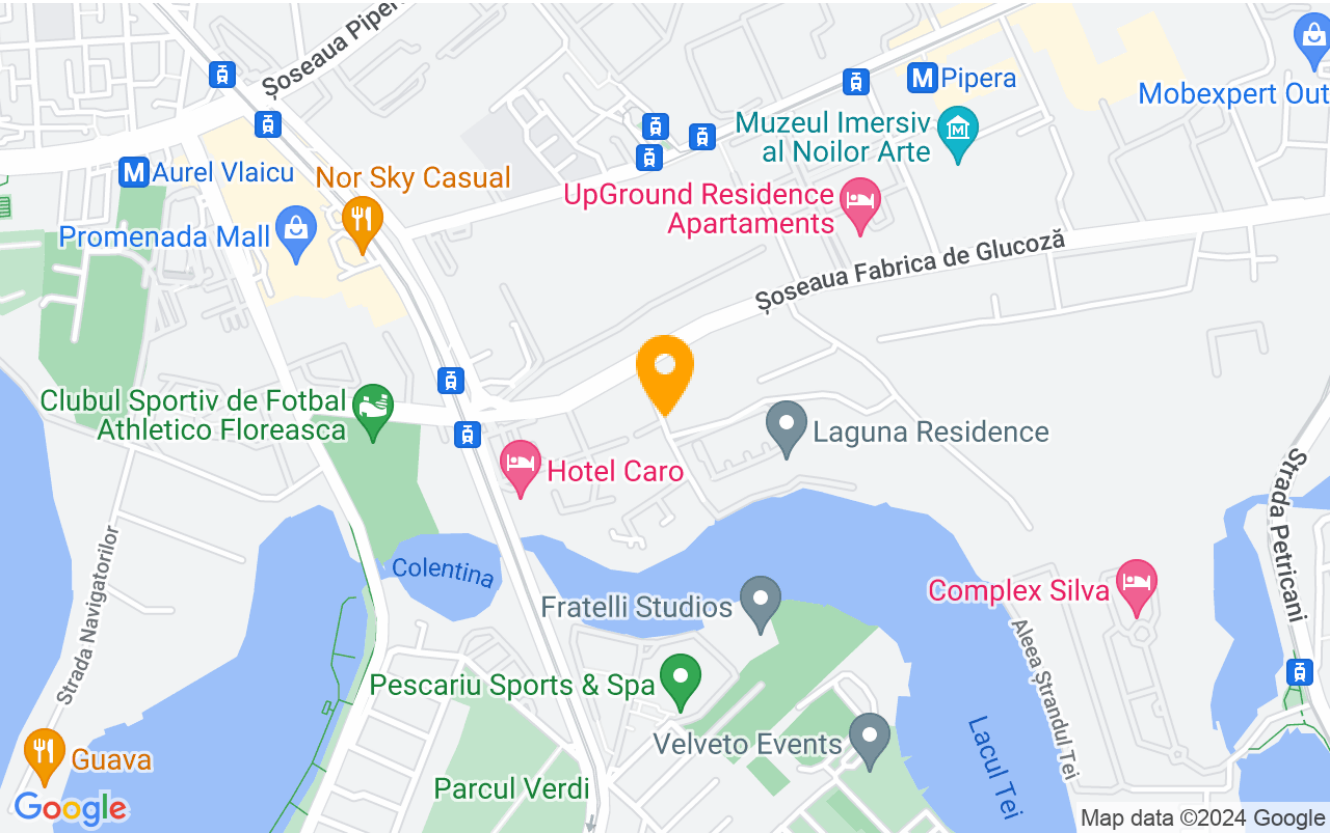 Șoseaua Piper
M Pipera
Mobexpert Out
Muzeul Imersiv
al Noilor Arte
M Aurel Vlaicu
Nor Sky Casual
UpGround Residence
Apartaments
Promenada Mall
Șoseaua Fabrica de Glucoză
Clubul Sportiv de Fotbal
Athletico Floreasca
Laguna Residence
Hotel Caro
Strada Petricani
Colentina
Strada Navigatorilor
Fratelli Studios
Complex Silva
Aleea Ștrandul Tei
Pescariu Sports & Spa
Velveto Events
Lacul Tei
Guava
Parcul Verdi
Google
Map data ©2024 Google